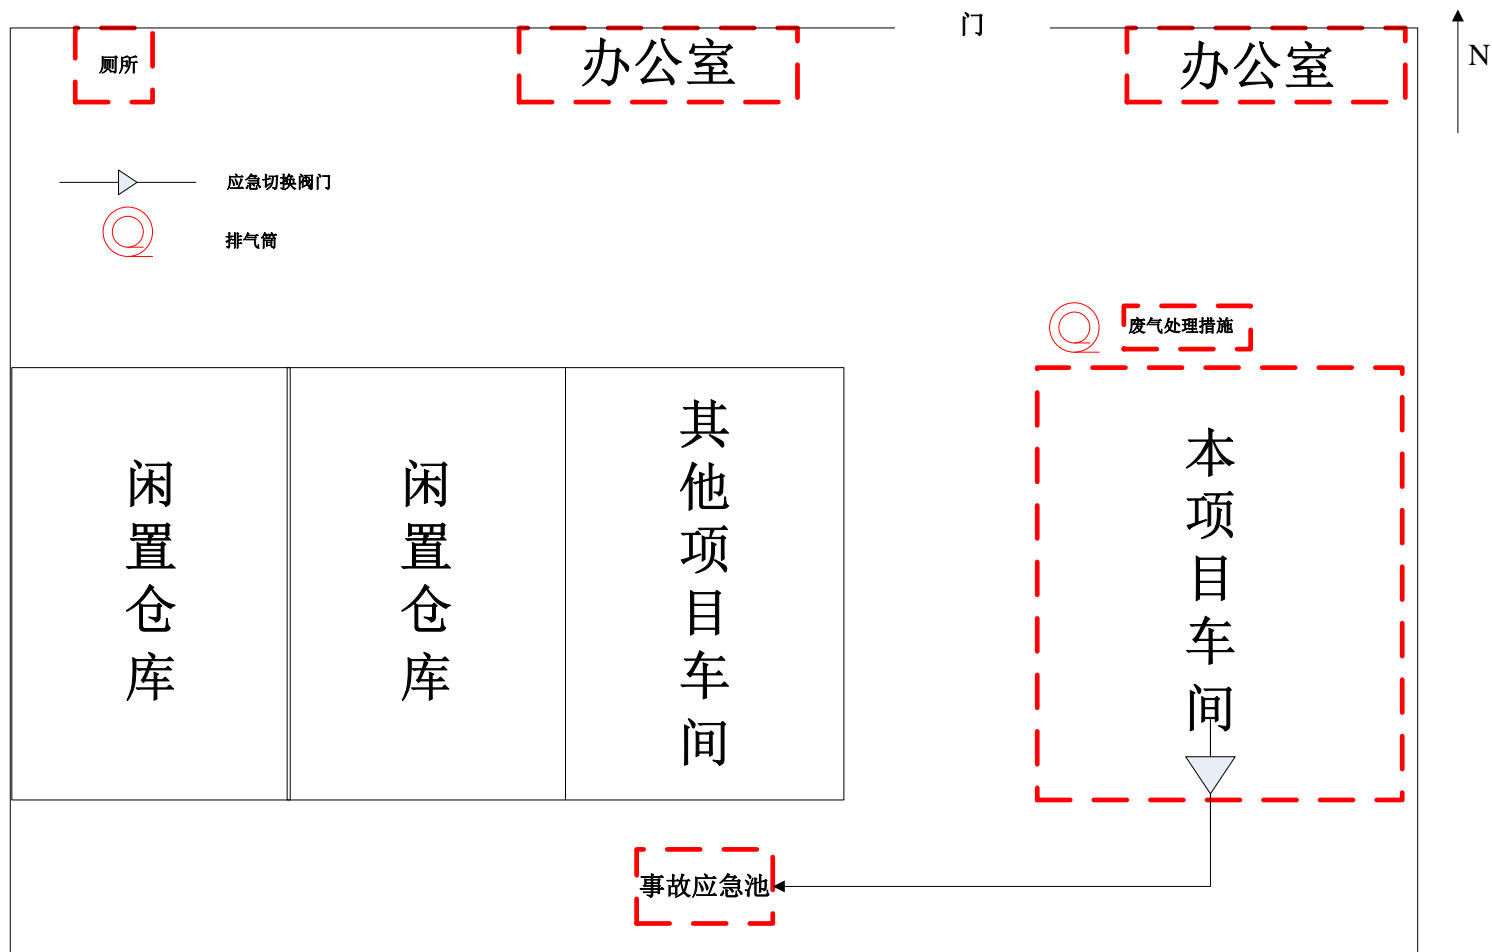 门
N
厕所
办公室
办公室
应急切换阀门
排气筒
废气处理措施
闲置仓库
闲置仓库
其他项目车间
本项目车间
事故应急池